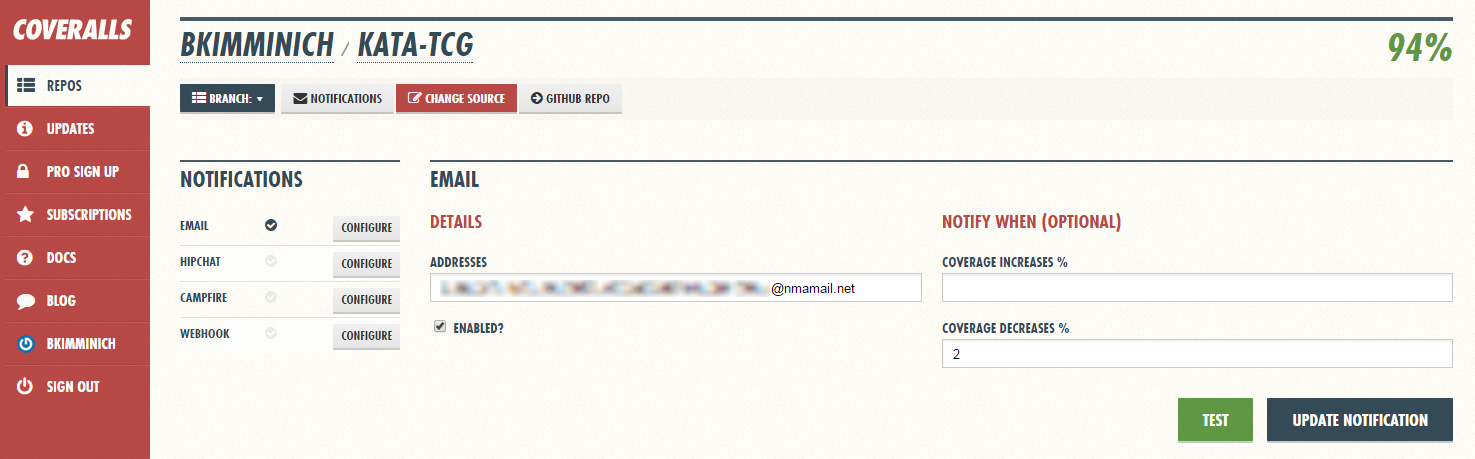 COVERALLS
REPOS
UPDATES
PRO SIGN UP
SUBSCRIPTIONS
DOCS
BLOG
BKIMMINICH
SIGN OUT
BKIMMINICH / KATA-TCG
94%
BRANCH:
NOTIFICATIONS
CHANGE SOURCE
GITHUB REPO
NOTIFICATIONS
EMAIL CONFIGURE
HIPCHAT CONFIGURE
CAMPFIRE CONFIGURE
WEBHOOK CONFIGURE
EMAIL
DETAILS
ADDRESSES
@nmamail.net
ENABLED?
NOTIFY WHEN (OPTIONAL)
COVERAGE INCREASES %
COVERAGE DECREASES %
2
TEST
UPDATE NOTIFICATION